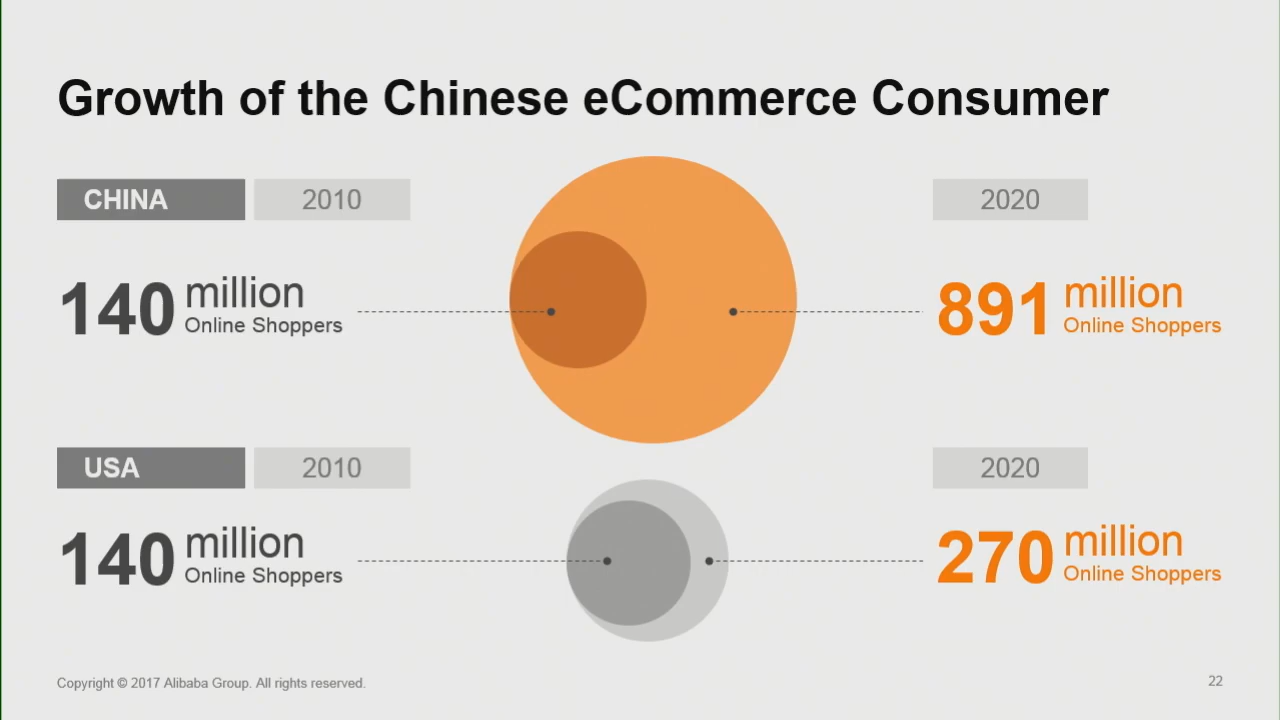 Growth of the Chinese eCommerce Consumer
CHINA 2010 2020
140 million Online Shoppers
891 million Online Shoppers
USA 2010 2020
140 million Online Shoppers
270 million Online Shoppers
Copyright © 2017 Alibaba Group. All rights reserved.
22